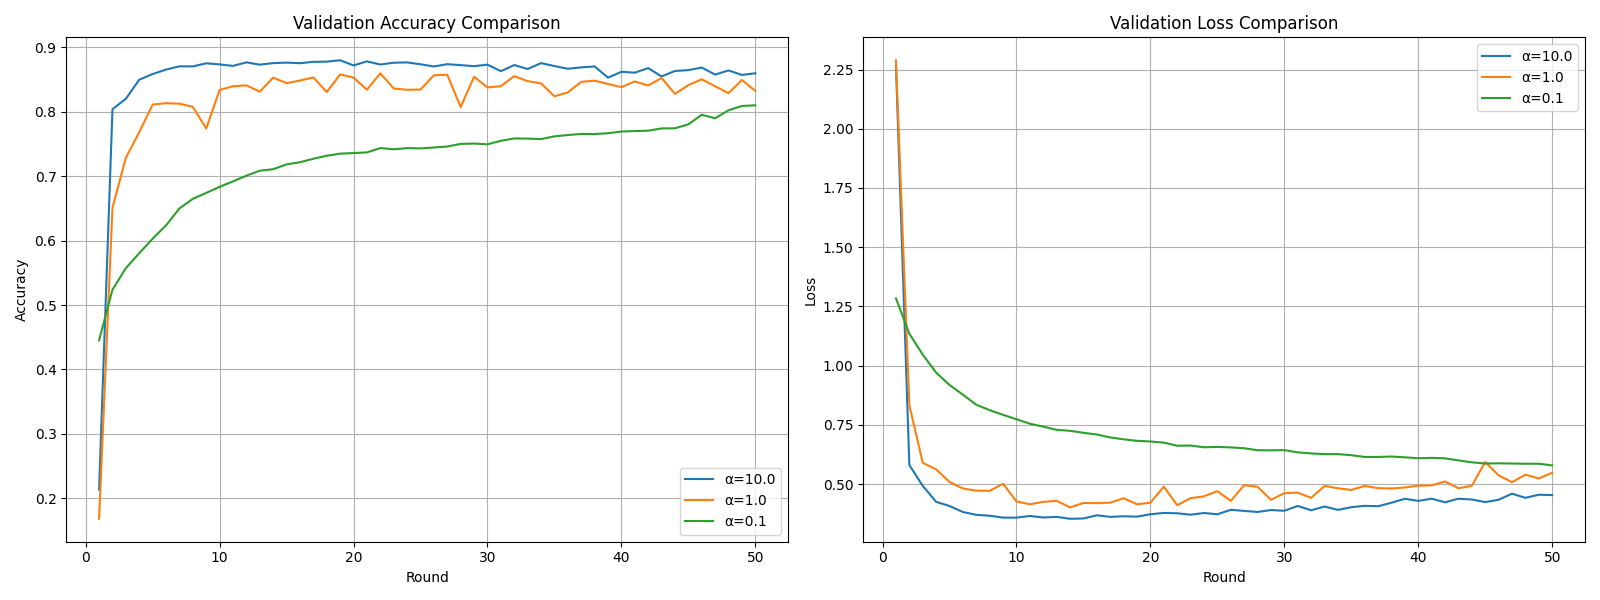 Validation Accuracy Comparison
Accuracy
0.9
0.8
0.7
0.6
0.5
0.4
0.3
0.2
0
10
20
30
40
50
Round
α=10.0
α=1.0
α=0.1
Validation Loss Comparison
Loss
2.25
2.00
1.75
1.50
1.25
1.00
0.75
0.50
0
10
20
30
40
50
Round
α=10.0
α=1.0
α=0.1